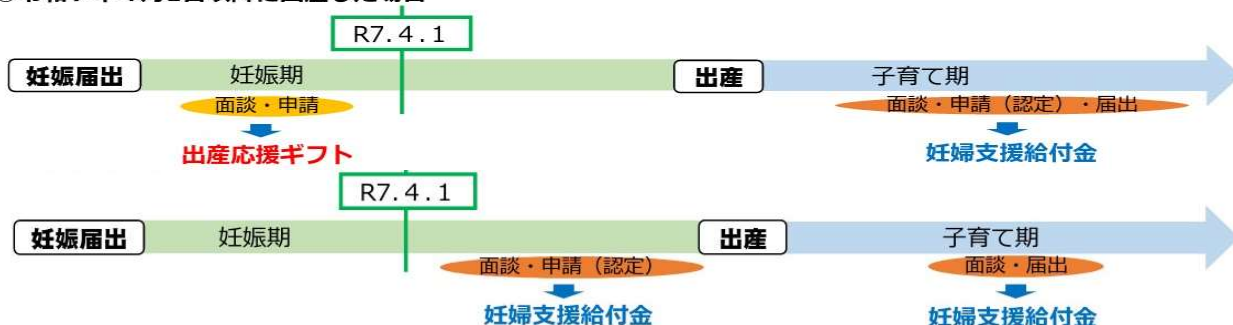 R7.4.1
妊娠届出 妊娠期 出産 子育て期
面談・申請 面談・申請（認定）・届出
出産応援ギフト 妊婦支援給付金
R7.4.1
妊娠届出 妊娠期 出産 子育て期
面談・申請（認定） 面談・届出
妊婦支援給付金 妊婦支援給付金